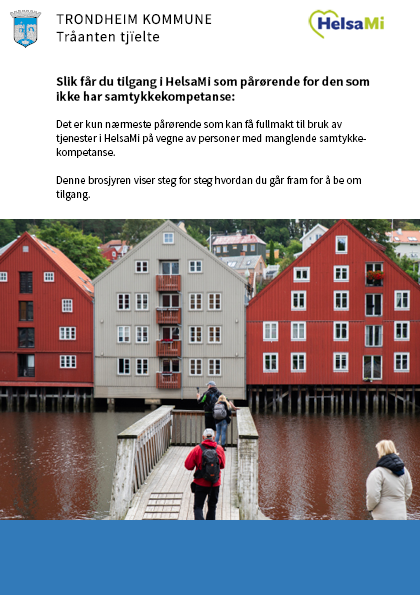 TRONDHEIM KOMMUNE
Tråanten tjïelte
HelsaMi
Slik får du tilgang i HelsaMi som pårørende for den som
ikke har samtykkekompetanse:
Det er kun nærmeste pårørende som kan få fullmakt til bruk av
tjenester i HelsaMi på vegne av personer med manglende samtykke-
kompetanse.
Denne brosjyren viser steg for steg hvordan du går fram for å be om
tilgang.